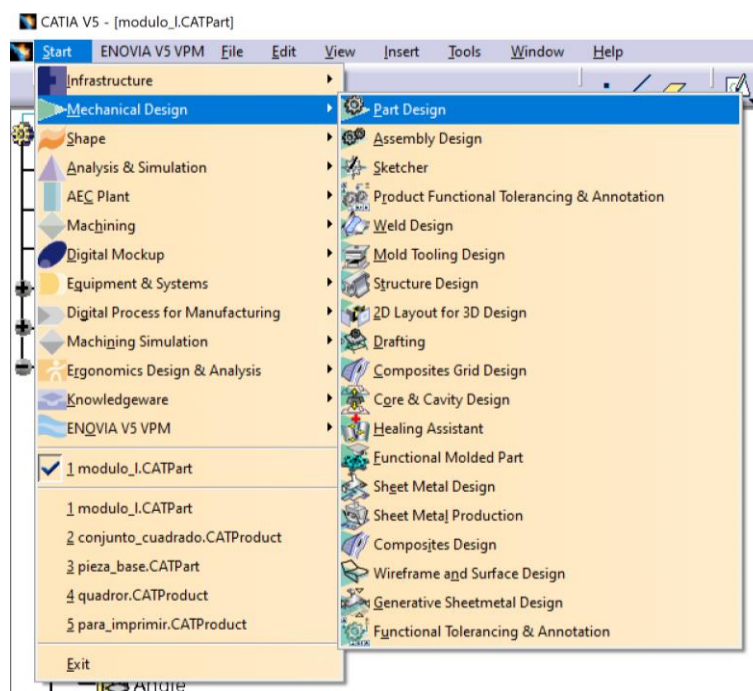 CATIA V5 - [modulo_l.CATPart]
Start ENOVIA V5 VPM File Edit View Insert Tools Window Help
Infrastructure
Mechanical Design
Shape
Analysis & Simulation
AEC Plant
Machining
Digital Mockup
Equipment & Systems
Digital Process for Manufacturing
Machining Simulation
Ergonomics Design & Analysis
Knowledgeware
ENOVIA V5 VPM
1 modulo_l.CATPart
1 modulo_l.CATPart
2 conjunto_cuadrado.CATProduct
3 pieza_base.CATPart
4 quadror.CATProduct
5 para_imprimir.CATProduct
Exit
Part Design
Assembly Design
Sketcher
Product Functional Tolerancing & Annotation
Weld Design
Mold Tooling Design
Structure Design
2D Layout for 3D Design
Drafting
Composites Grid Design
Core & Cavity Design
Healing Assistant
Functional Molded Part
Sheet Metal Design
Sheet Metal Production
Composites Design
Wireframe and Surface Design
Generative Sheetmetal Design
Functional Tolerancing & Annotation
Angle